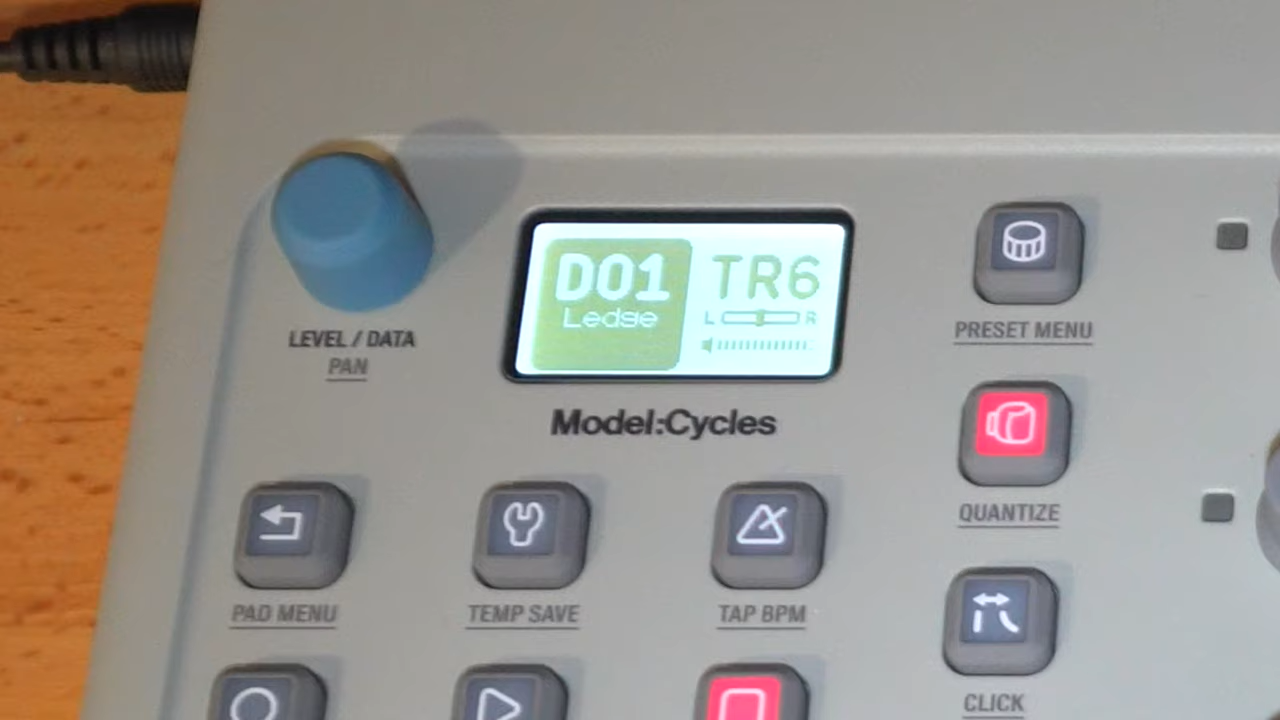 D01
Ledge
TR6
L R
LEVEL / DATA
PAN
Model:Cycles
PRESET MENU
QUANTIZE
PAD MENU
TEMP SAVE
TAP BPM
CLICK